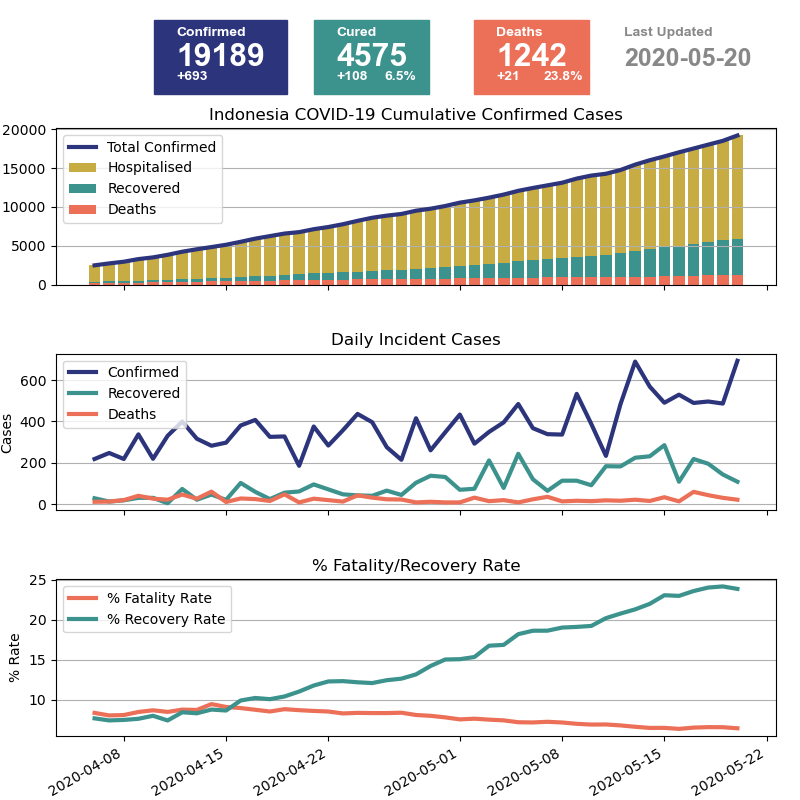 Confirmed
19189
+693
Cured
4575
+108 6.5%
Deaths
1242
+21 23.8%
Last Updated
2020-05-20
Indonesia COVID-19 Cumulative Confirmed Cases
20000
15000
10000
5000
0
Total Confirmed
Hospitalised
Recovered
Deaths
Daily Incident Cases
Cases
600
400
200
0
Confirmed
Recovered
Deaths
% Fatality/Recovery Rate
% Rate
25
20
15
10
% Fatality Rate
% Recovery Rate
2020-04-08
2020-04-15
2020-04-22
2020-05-01
2020-05-08
2020-05-15
2020-05-22